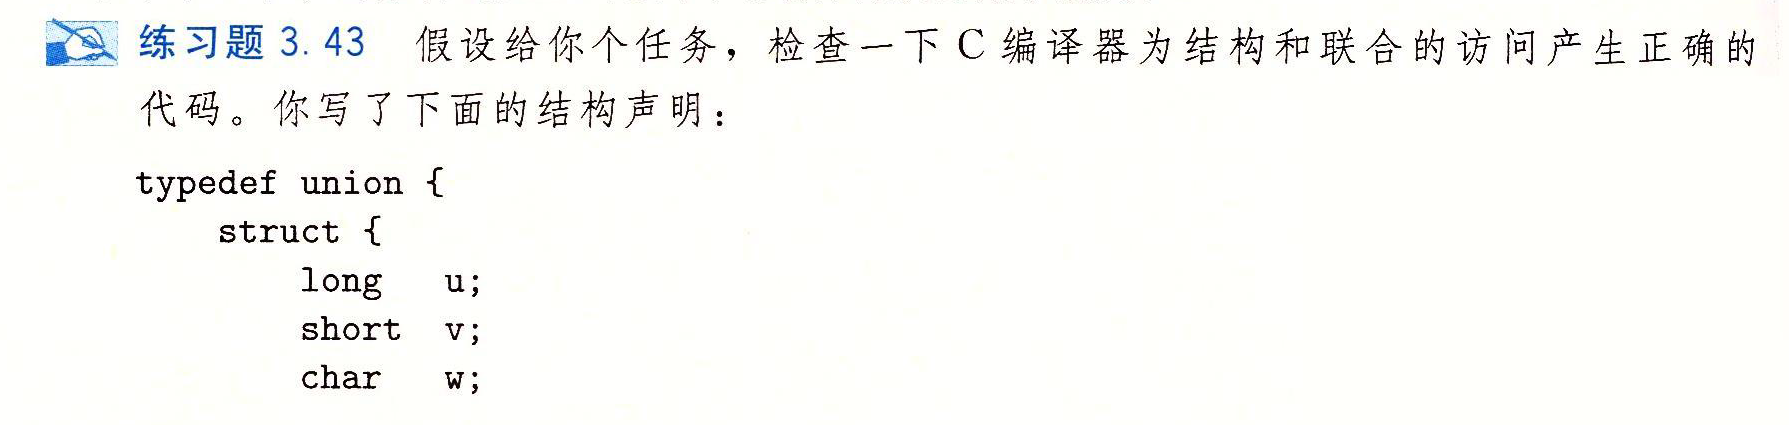 练习题 3.43 假设给你个任务，检查一下 C 编译器为结构和联合的访问产生正确的
代码。你写了下面的结构声明：
typedef union {
    struct {
        long   u;
        short  v;
        char   w;